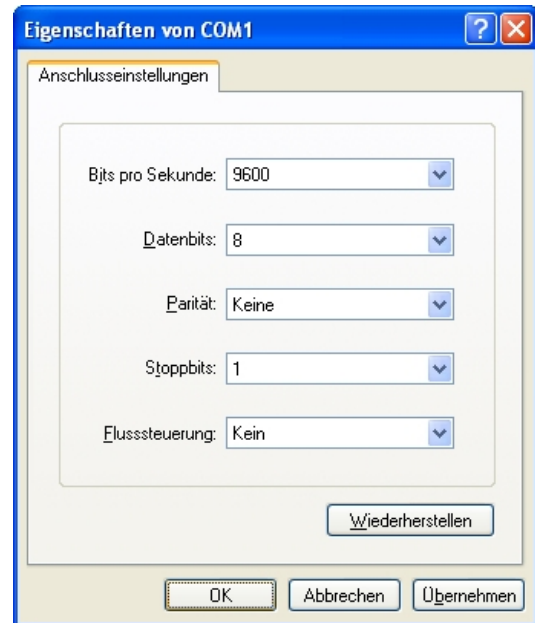 Eigenschaften von COM1
Anschlusseinstellungen
Bits pro Sekunde: 9600
Datenbits: 8
Parität: Keine
Stoppbits: 1
Flusssteuerung: Kein
Wiederherstellen
OK Abbrechen Übernehmen